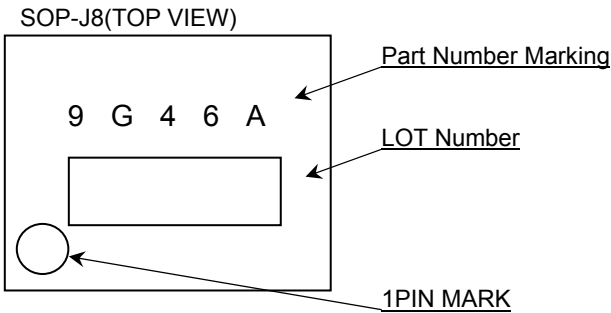 SOP-J8(TOP VIEW)
Part Number Marking
9 G 4 6 A
LOT Number
1PIN MARK